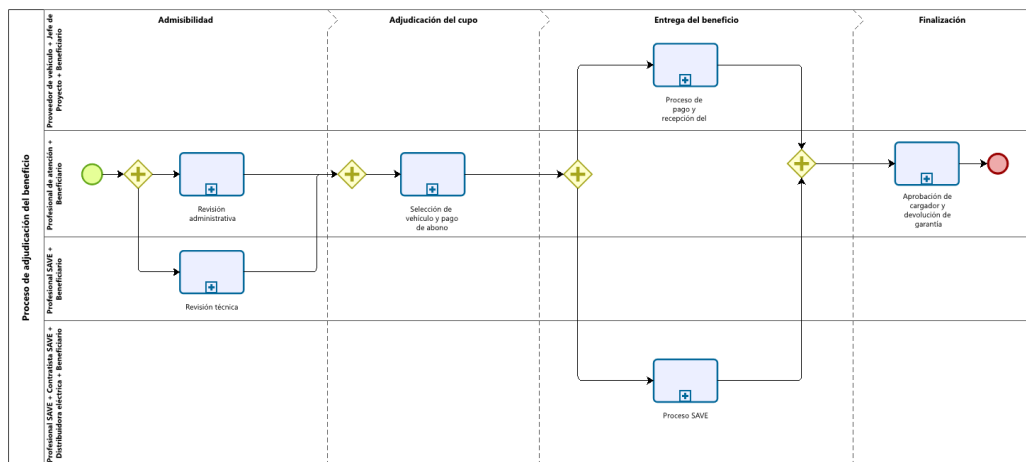 Admisibilidad
Adjudicación del cupo
Entrega del beneficio
Finalización
Proceso de adjudicación del beneficio
Proveedor de vehículo + Jefe de
Proyecto + Beneficiario
Proceso de
pago y
recepción del
Profesional de atención +
Beneficiario
Revisión
administrativa
Selección de
vehículo y pago
de abono
Aprobación de
cargador y
devolución de
garantía
Profesional SAVE +
Beneficiario
Revisión técnica
Profesional SAVE + Contratista SAVE +
Distribuidora eléctrica + Beneficiario
Proceso SAVE